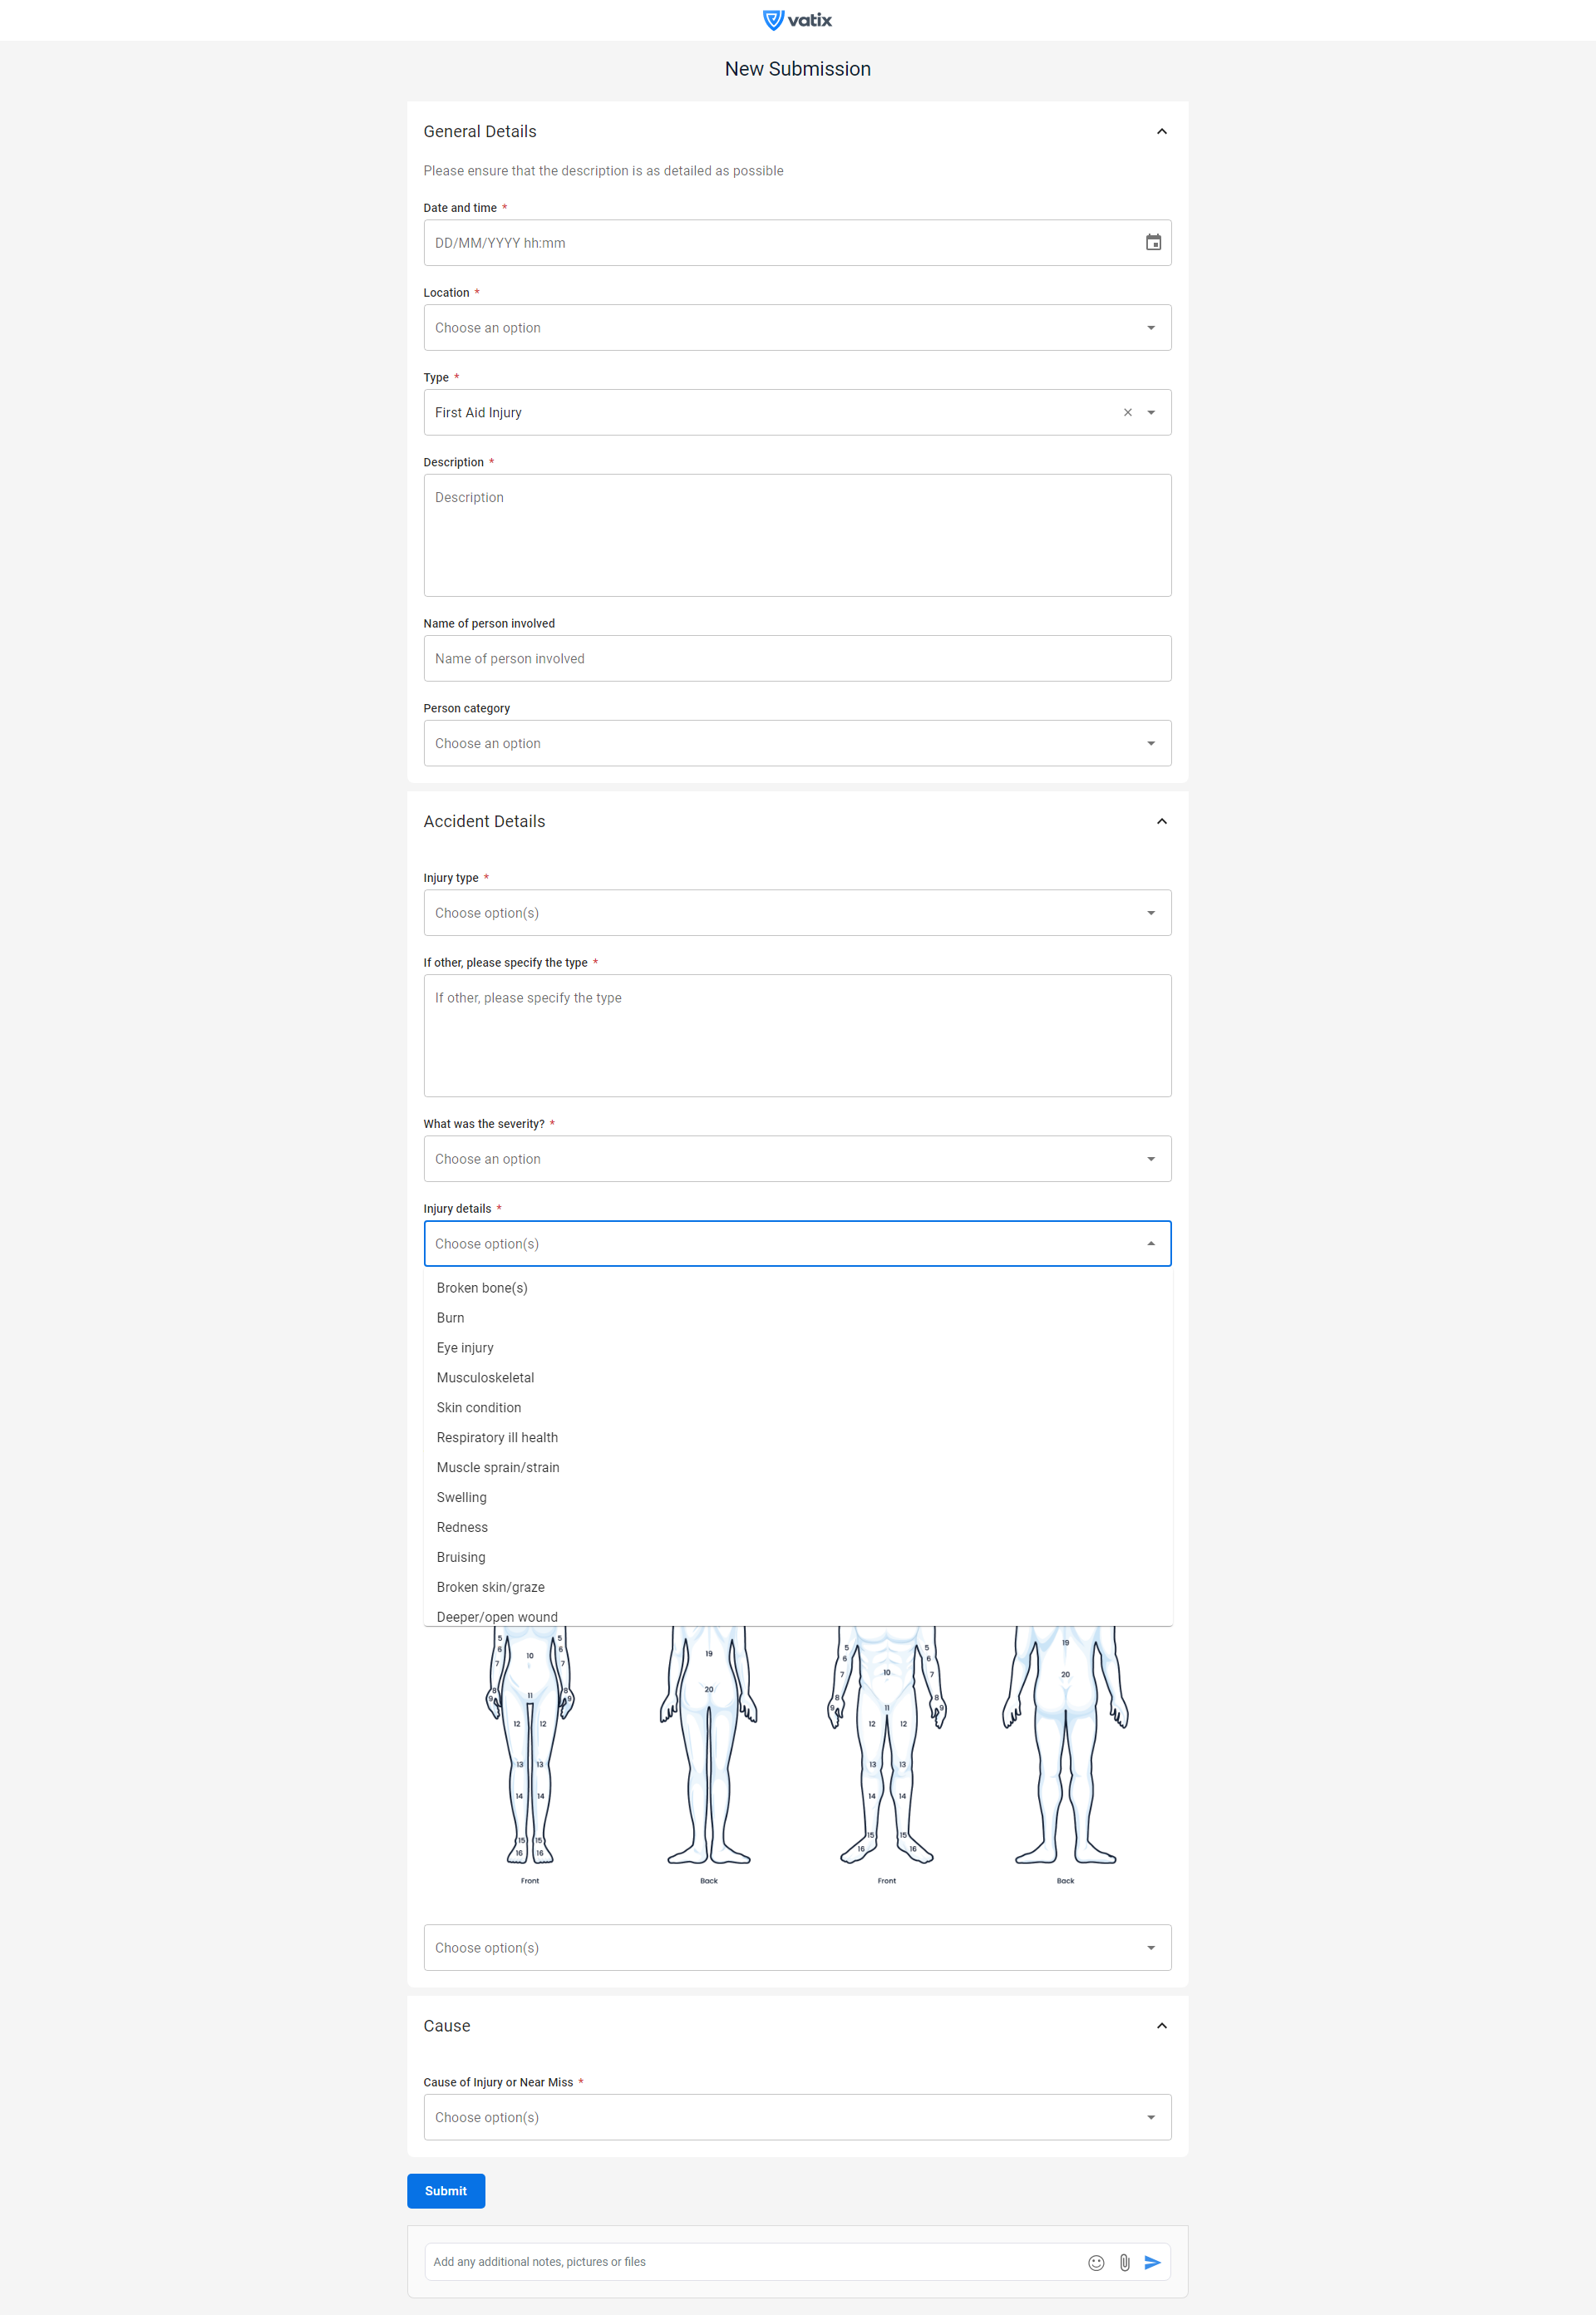 vatix
New Submission
General Details
Please ensure that the description is as detailed as possible
Date and time *
DD/MM/YYYY hh:mm
Location *
Choose an option
Type *
First Aid Injury
Description *
Description
Name of person involved
Name of person involved
Person category
Choose an option
Accident Details
Injury type *
Choose option(s)
If other, please specify the type *
If other, please specify the type
What was the severity? *
Choose an option
Injury details *
Choose option(s)
Broken bone(s)
Burn
Eye injury
Musculoskeletal
Skin condition
Respiratory ill health
Muscle sprain/strain
Swelling
Redness
Bruising
Broken skin/graze
Deeper/open wound
5 5 19
6 10 6 19 5 5
7 7 6 10 6
7 7 20
8 11 8 20 8 11 8
9 9 9 9
12 12 12 12
13 13 13 13
14 14 14 14
15 15 15 15
16 16 16 16
Front Back Front Back
Choose option(s)
Cause
Cause of Injury or Near Miss *
Choose option(s)
Submit
Add any additional notes, pictures or files